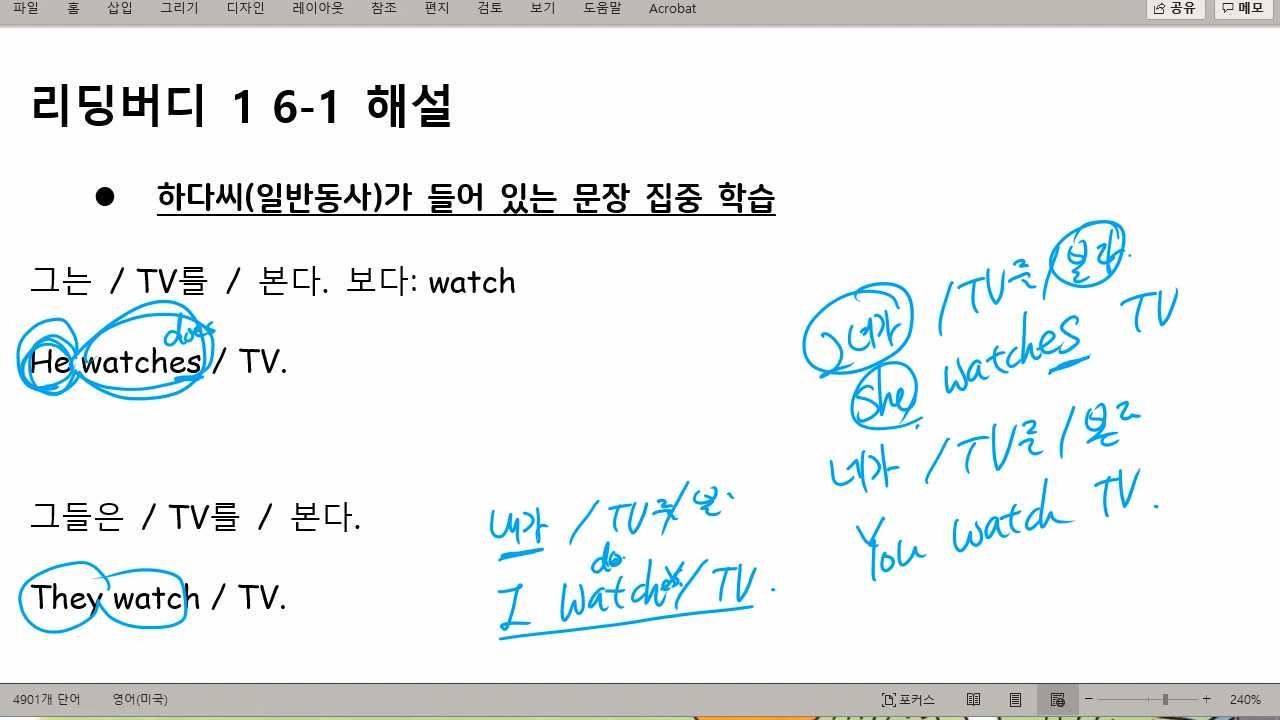 파일 홈 삽입 그리기 디자인 레이아웃 참조 편지 검토 보기 도움말 Acrobat 공유 메모
리딩버디 1 6-1 해설
● 하다씨(일반동사)가 들어 있는 문장 집중 학습
그는 / TV를 / 본다. 보다: watch
does
He watches / TV.
그녀가 / TV를 / 본다.
She watches TV
네가 / TV를 / 본다
You watch TV.
그들은 / TV를 / 본다.
They watch / TV.
내가 / TV를 / 본
do
I watches / TV.
4901개 단어 영어(미국) 포커스 240%